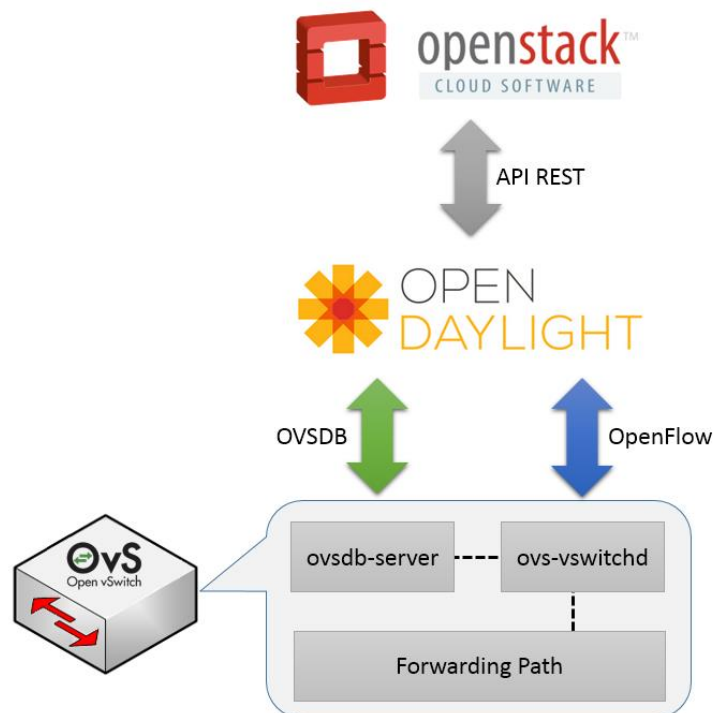 openstack™
CLOUD SOFTWARE
API REST
OPEN
DAYLIGHT
OVSDB
OpenFlow
OvS
Open vSwitch
ovsdb-server
ovs-vswitchd
Forwarding Path